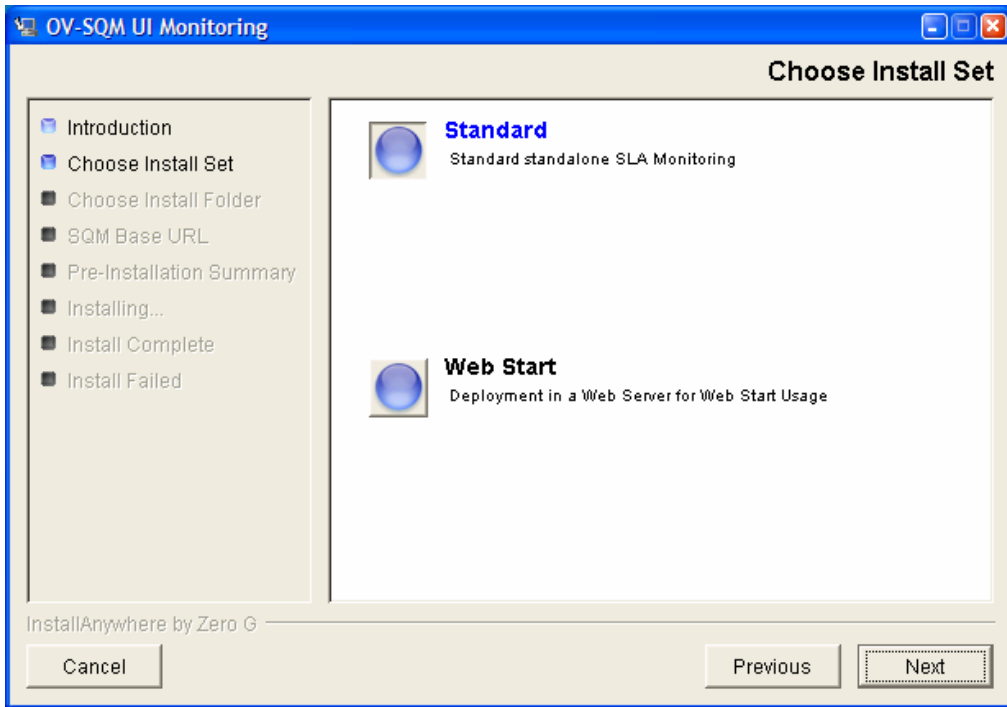 OV-SQM UI Monitoring
Choose Install Set
Introduction
Choose Install Set
Choose Install Folder
SQM Base URL
Pre-Installation Summary
Installing...
Install Complete
Install Failed
Standard
Standard standalone SLA Monitoring
Web Start
Deployment in a Web Server for Web Start Usage
InstallAnywhere by Zero G
Cancel
Previous
Next